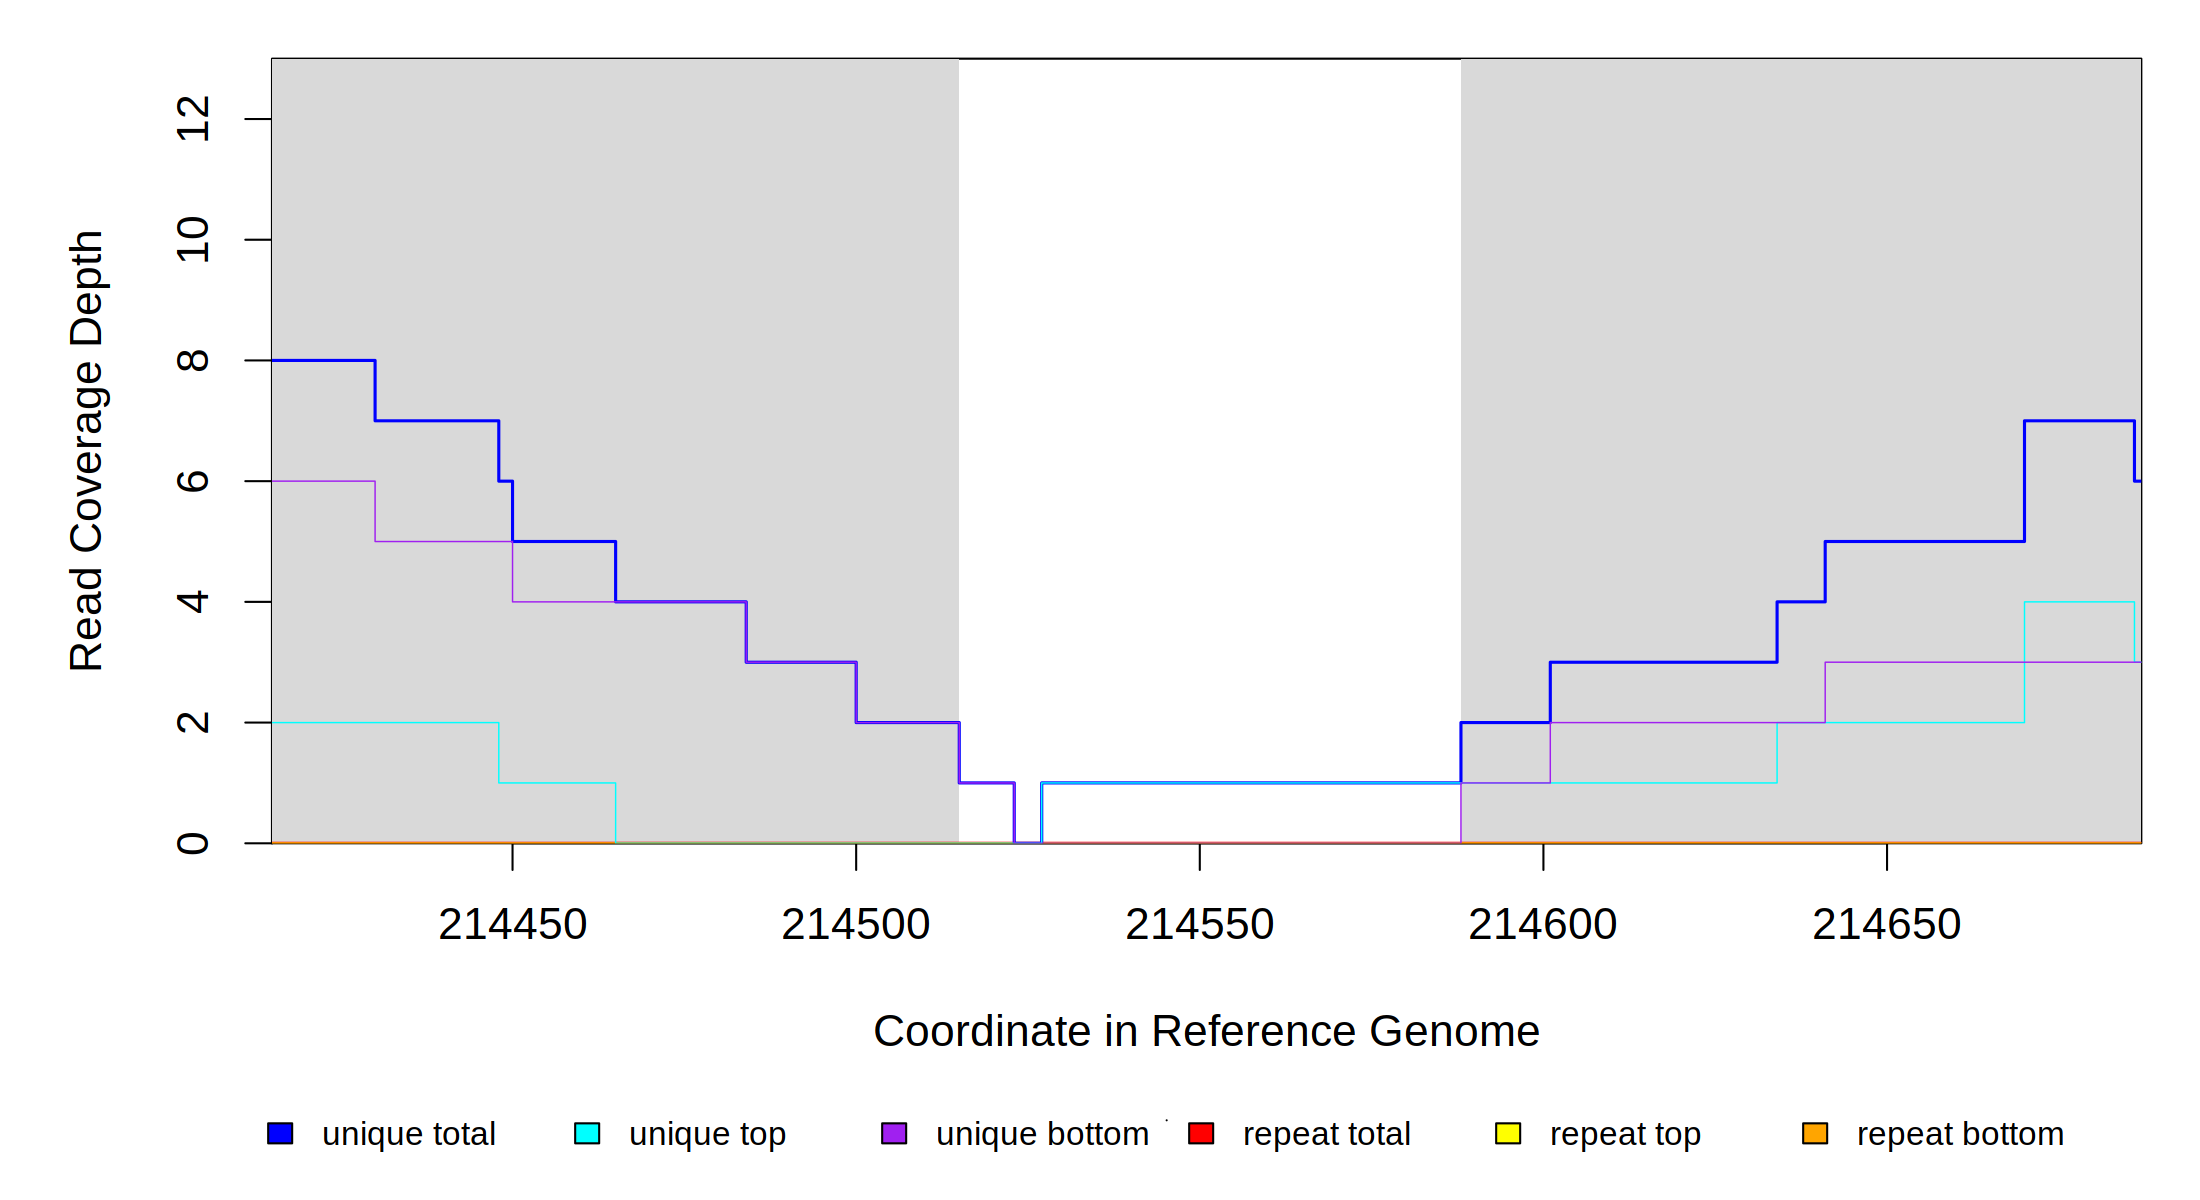 12
10
8
6
4
2
0
Read Coverage Depth
214450 214500 214550 214600 214650
Coordinate in Reference Genome
unique total unique top unique bottom repeat total repeat top repeat bottom